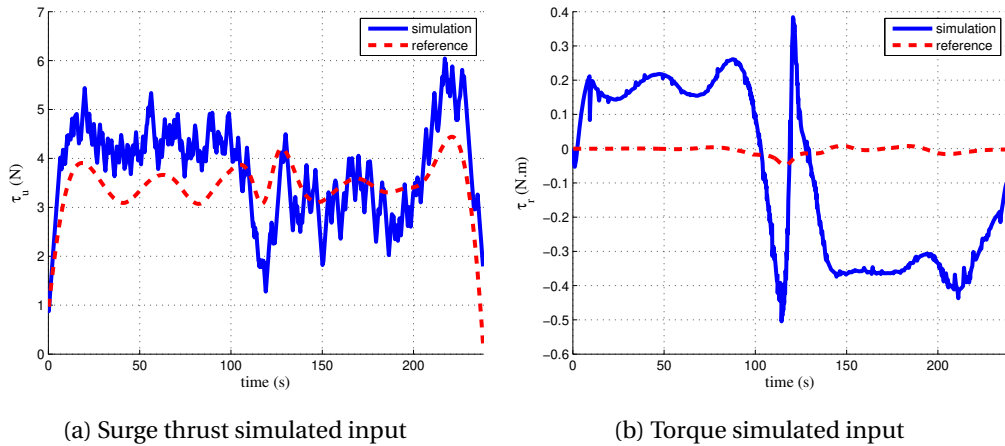 7
6
5
4
3
2
1
0
τu (N)
0 50 100 150 200
time (s)
simulation
reference
(a) Surge thrust simulated input
0.4
0.3
0.2
0.1
0
−0.1
−0.2
−0.3
−0.4
−0.5
−0.6
τr (N.m)
0 50 100 150 200
time (s)
simulation
reference
(b) Torque simulated input